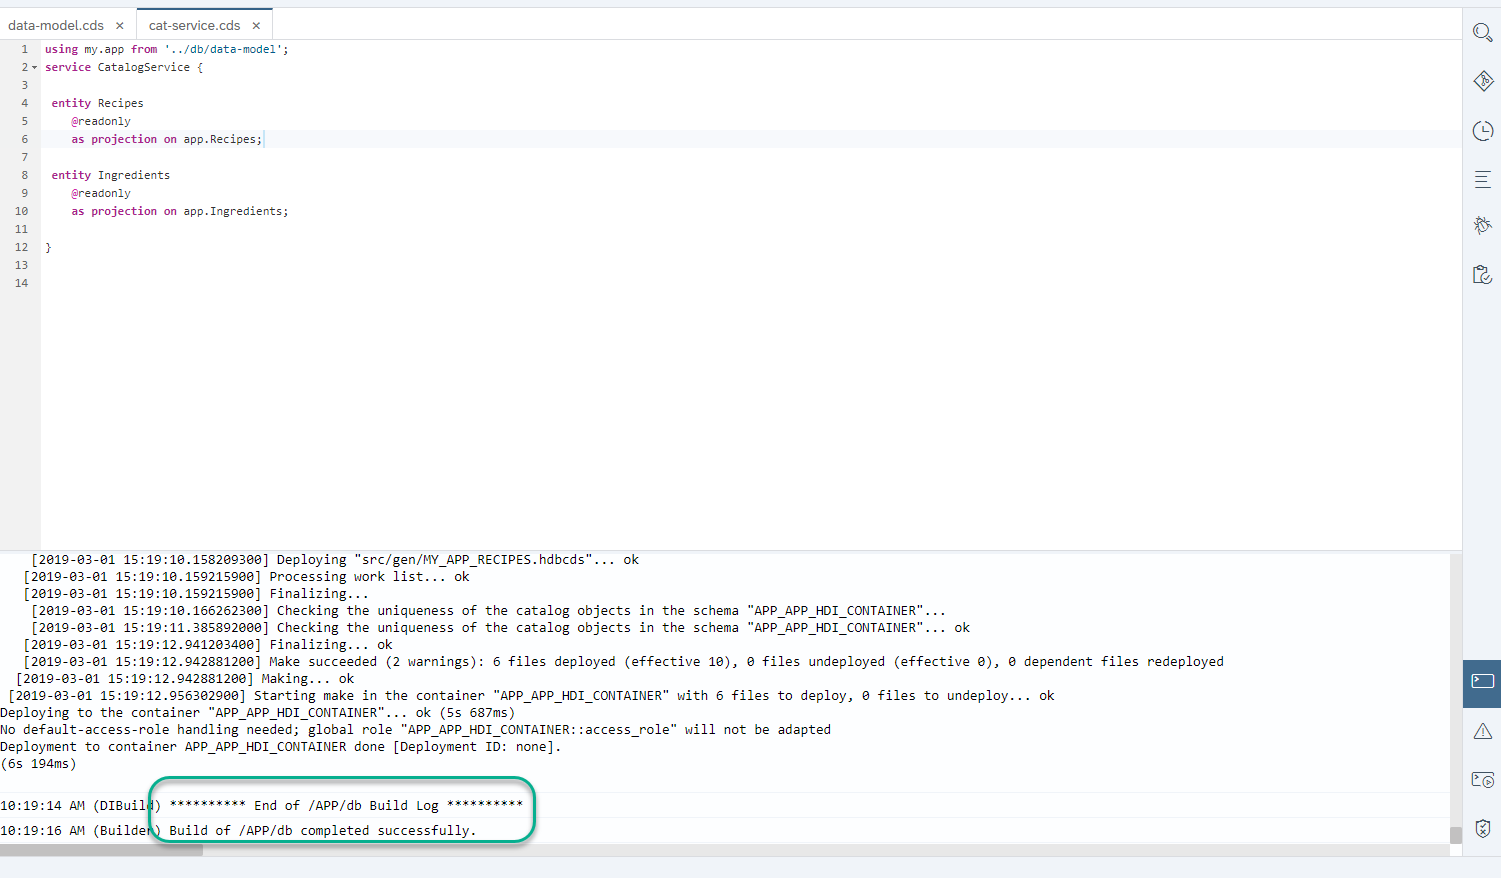 data-model.cds × cat-service.cds ×
1 using my.app from '../db/data-model';
2 service CatalogService {
3
4 entity Recipes
5 @readonly
6 as projection on app.Recipes;
7
8 entity Ingredients
9 @readonly
10 as projection on app.Ingredients;
11
12 }
13
14
[2019-03-01 15:19:10.158209300] Deploying "src/gen/MY_APP_RECIPES.hdbcds"... ok
[2019-03-01 15:19:10.159215900] Processing work list... ok
[2019-03-01 15:19:10.159215900] Finalizing...
[2019-03-01 15:19:10.166262300] Checking the uniqueness of the catalog objects in the schema "APP_APP_HDI_CONTAINER"...
[2019-03-01 15:19:11.385892000] Checking the uniqueness of the catalog objects in the schema "APP_APP_HDI_CONTAINER"... ok
[2019-03-01 15:19:12.941203400] Finalizing... ok
[2019-03-01 15:19:12.942881200] Make succeeded (2 warnings): 6 files deployed (effective 10), 0 files undeployed (effective 0), 0 dependent files redeployed
[2019-03-01 15:19:12.942881200] Making... ok
[2019-03-01 15:19:12.956302900] Starting make in the container "APP_APP_HDI_CONTAINER" with 6 files to deploy, 0 files to undeploy... ok
Deploying to the container "APP_APP_HDI_CONTAINER"... ok (5s 687ms)
No default-access-role handling needed; global role "APP_APP_HDI_CONTAINER::access_role" will not be adapted
Deployment to container APP_APP_HDI_CONTAINER done [Deployment ID: none].
(6s 194ms)
10:19:14 AM (DIBuild) ********** End of /APP/db Build Log **********
10:19:16 AM (Builder) Build of /APP/db completed successfully.